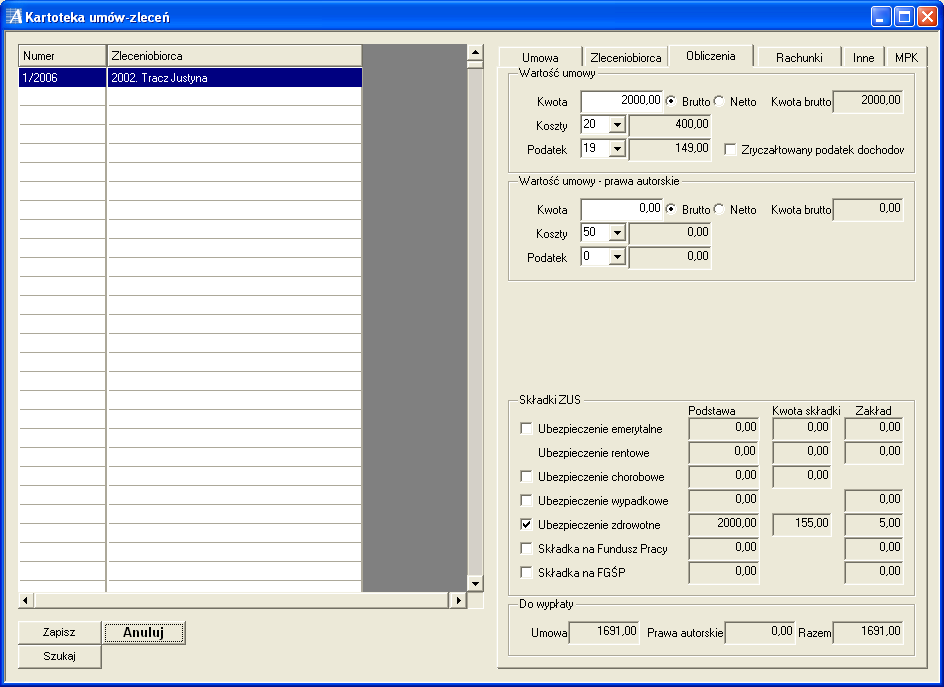 Kartoteka umów-zleceń
Numer Zleceniobiorca
1/2006 2002. Tracz Justyna
Umowa Zleceniobiorca Obliczenia Rachunki Inne MPK
Wartość umowy
Kwota 2000,00 Brutto Netto Kwota brutto 2000,00
Koszty 20 400,00
Podatek 19 149,00 Zryczałtowany podatek dochodov
Wartość umowy - prawa autorskie
Kwota 0,00 Brutto Netto Kwota brutto 0,00
Koszty 50 0,00
Podatek 0 0,00
Składki ZUS
Podstawa Kwota składki Zakład
Ubezpieczenie emerytalne 0,00 0,00 0,00
Ubezpieczenie rentowe 0,00 0,00 0,00
Ubezpieczenie chorobowe 0,00 0,00
Ubezpieczenie wypadkowe 0,00 0,00
Ubezpieczenie zdrowotne 2000,00 155,00 5,00
Składka na Fundusz Pracy 0,00 0,00
Składka na FGŚP 0,00 0,00
Do wypłaty
Umowa 1691,00 Prawa autorskie 0,00 Razem 1691,00
Zapisz Anuluj
Szukaj